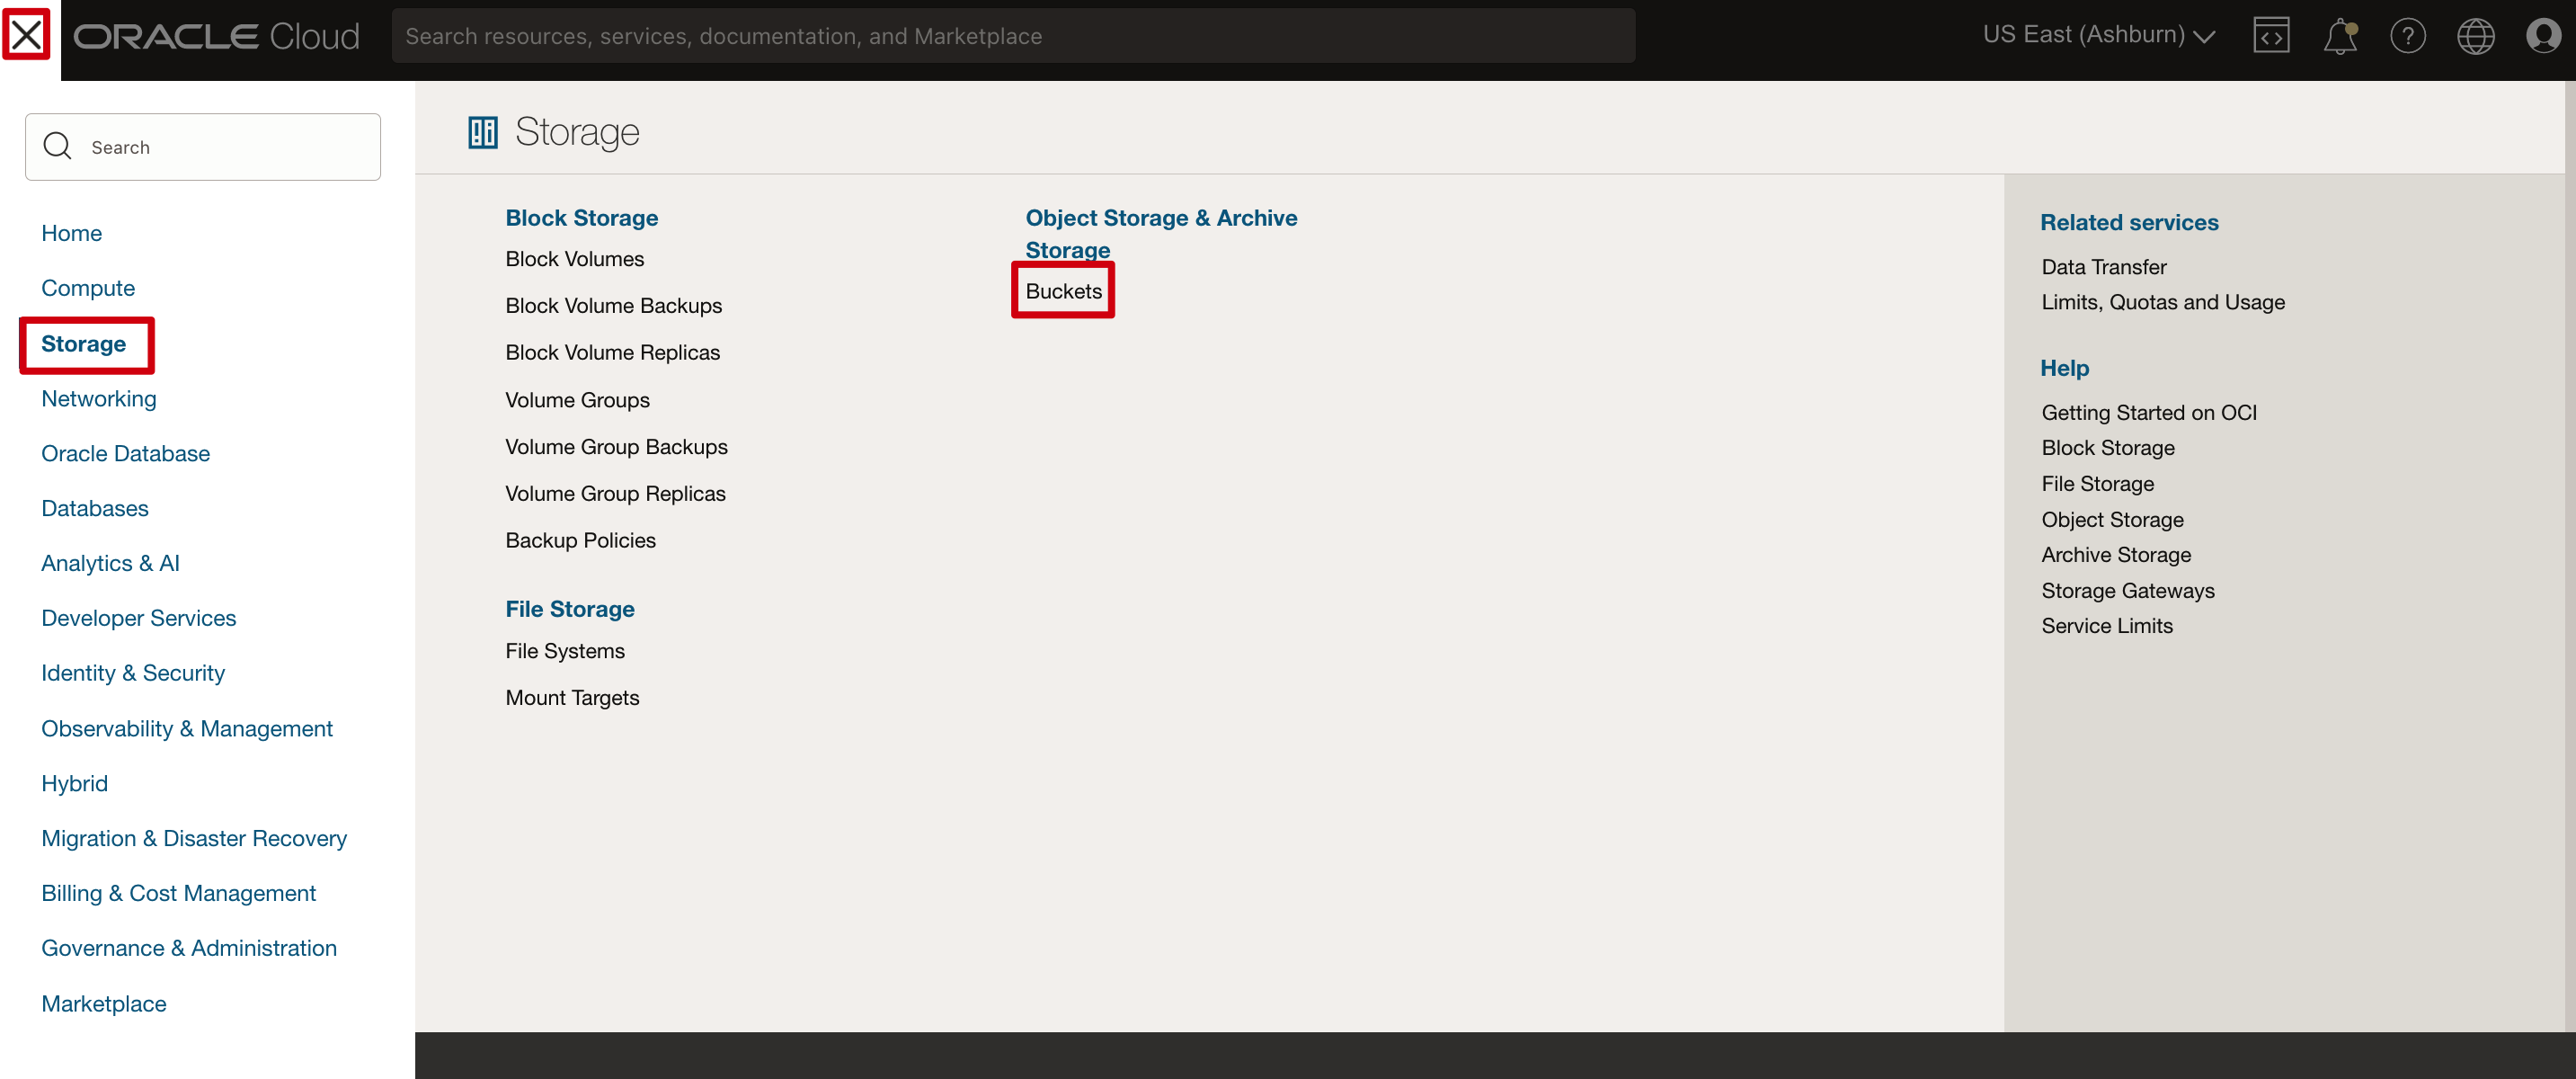 ORACLE Cloud
Search resources, services, documentation, and Marketplace
US East (Ashburn)
Search
Home
Compute
Storage
Networking
Oracle Database
Databases
Analytics & AI
Developer Services
Identity & Security
Observability & Management
Hybrid
Migration & Disaster Recovery
Billing & Cost Management
Governance & Administration
Marketplace
Storage
Block Storage
Block Volumes
Block Volume Backups
Block Volume Replicas
Volume Groups
Volume Group Backups
Volume Group Replicas
Backup Policies
File Storage
File Systems
Mount Targets
Object Storage & Archive
Storage
Buckets
Related services
Data Transfer
Limits, Quotas and Usage
Help
Getting Started on OCI
Block Storage
File Storage
Object Storage
Archive Storage
Storage Gateways
Service Limits